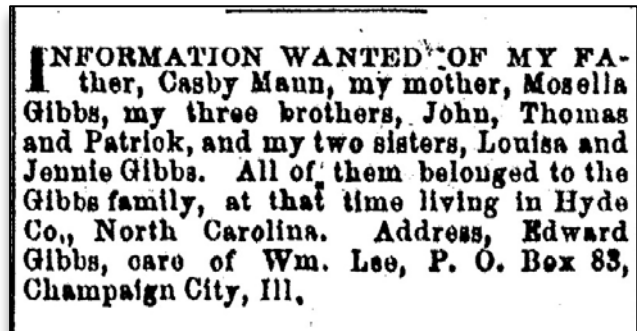 INFORMATION WANTED OF MY FA-
ther, Casby Maun, my mother, Mosella
Gibbs, my three brothers, John, Thomas
and Patrick, and my two sisters, Louisa and
Jennie Gibbs. All of them belonged to the
Gibbs family, at that time living in Hyde
Co., North Carolina. Address, Edward
Gibbs, care of Wm. Lee, P. O. Box 83,
Champaign City, Ill.